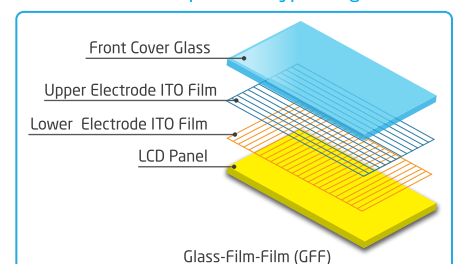 Front Cover Glass
Upper Electrode ITO Film
Lower Electrode ITO Film
LCD Panel
Glass-Film-Film (GFF)